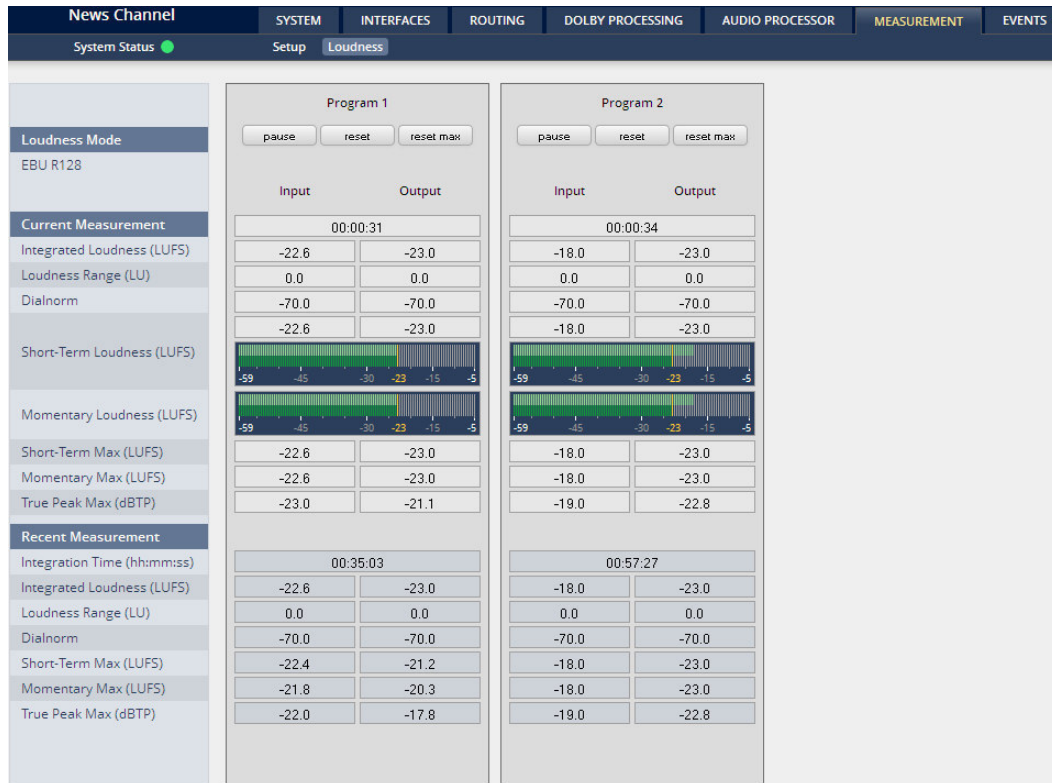 News Channel SYSTEM INTERFACES ROUTING DOLBY PROCESSING AUDIO PROCESSOR MEASUREMENT EVENTS
System Status Setup Loudness
Program 1 Program 2
pause reset reset max pause reset reset max
Loudness Mode
EBU R128
Input Output Input Output
Current Measurement 00:00:31 00:00:34
Integrated Loudness (LUFS) -22.6 -23.0 -18.0 -23.0
Loudness Range (LU) 0.0 0.0 0.0 0.0
Dialnorm -70.0 -70.0 -70.0 -70.0
-22.6 -23.0 -18.0 -23.0
Short-Term Loudness (LUFS)
-59 -45 -30 -23 -15 -5 -59 -45 -30 -23 -15 -5
Momentary Loudness (LUFS)
-59 -45 -30 -23 -15 -5 -59 -45 -30 -23 -15 -5
Short-Term Max (LUFS) -22.6 -23.0 -18.0 -23.0
Momentary Max (LUFS) -22.6 -23.0 -18.0 -23.0
True Peak Max (dBTP) -23.0 -21.1 -19.0 -22.8
Recent Measurement
Integration Time (hh:mm:ss) 00:35:03 00:57:27
Integrated Loudness (LUFS) -22.6 -23.0 -18.0 -23.0
Loudness Range (LU) 0.0 0.0 0.0 0.0
Dialnorm -70.0 -70.0 -70.0 -70.0
Short-Term Max (LUFS) -22.4 -21.2 -18.0 -23.0
Momentary Max (LUFS) -21.8 -20.3 -18.0 -23.0
True Peak Max (dBTP) -22.0 -17.8 -19.0 -22.8